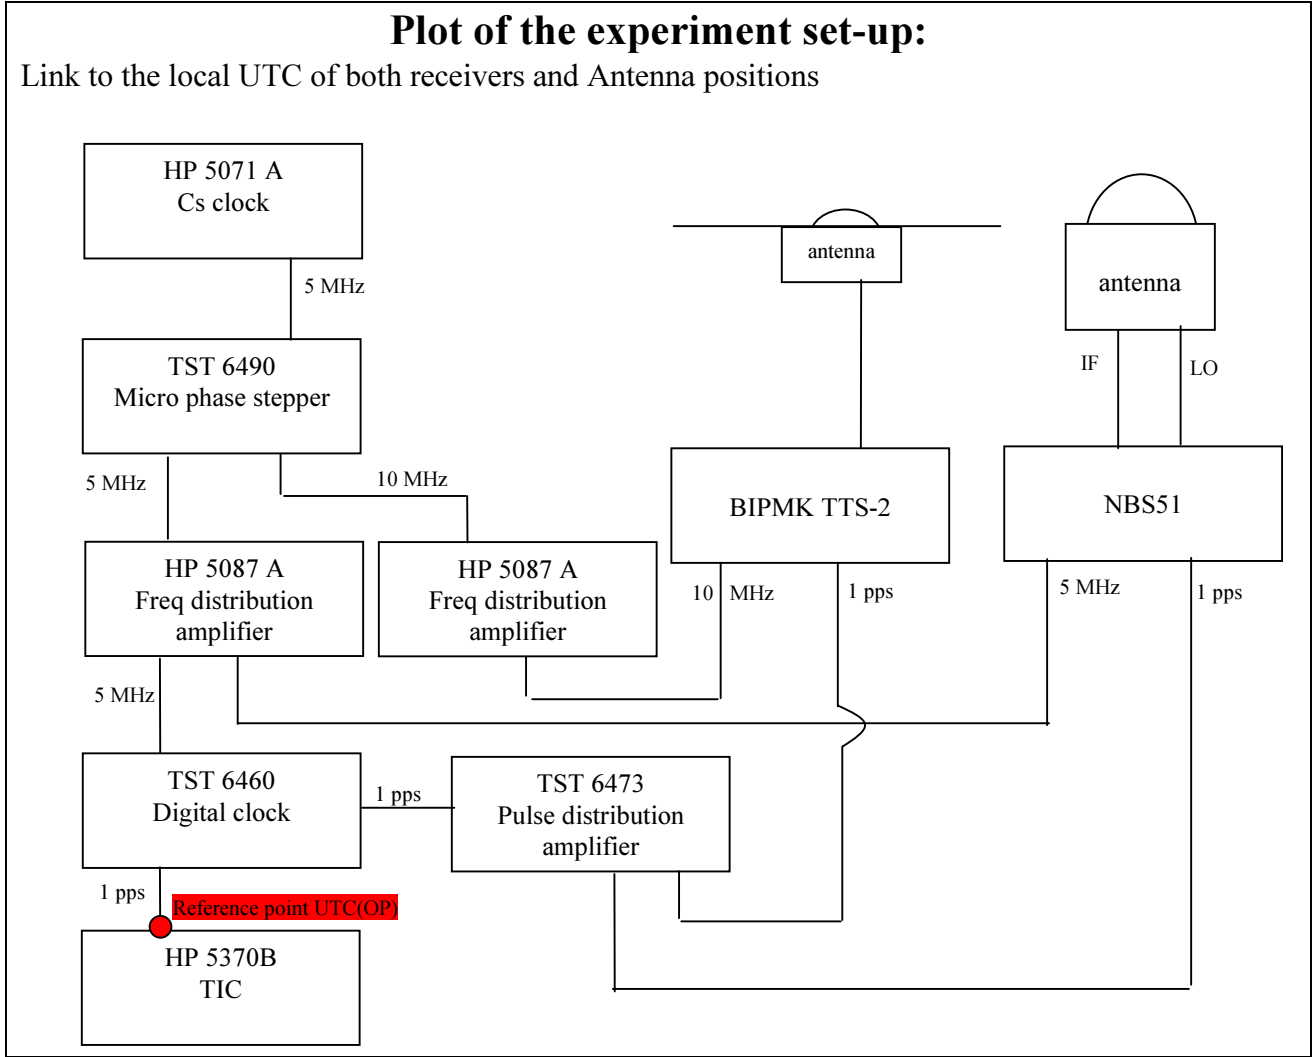 Plot of the experiment set-up:
Link to the local UTC of both receivers and Antenna positions
HP 5071 A
Cs clock
5 MHz
TST 6490
Micro phase stepper
5 MHz
10 MHz
HP 5087 A
Freq distribution
amplifier
HP 5087 A
Freq distribution
amplifier
5 MHz
TST 6460
Digital clock
1 pps
TST 6473
Pulse distribution
amplifier
1 pps
Reference point UTC(OP)
HP 5370B
TIC
antenna
BIPMK TTS-2
10 MHz
1 pps
antenna
IF
LO
NBS51
5 MHz
1 pps